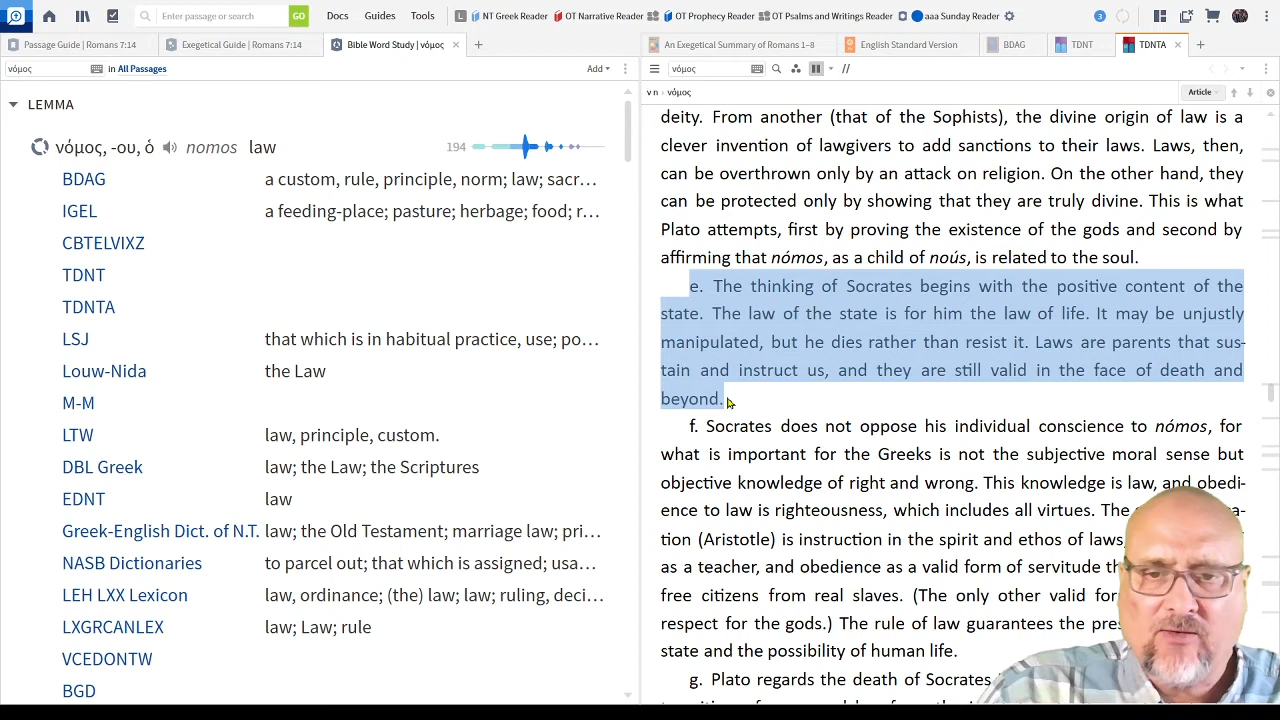 Enter passage or search
GO
Docs
Guides
Tools
L
NT Greek Reader
OT Narrative Reader
OT Prophecy Reader
OT Psalms and Writings Reader
aaa Sunday Reader
3
Passage Guide | Romans 7:14
Exegetical Guide | Romans 7:14
Bible Word Study | νόμος
νόμος
in All Passages
Add
LEMMA
νόμος, -ου, ὁ nomos law
194
BDAG a custom, rule, principle, norm; law; sacr…
IGEL a feeding-place; pasture; herbage; food; r…
CBTELVIXZ
TDNT
TDNTA
LSJ that which is in habitual practice, use; po…
Louw-Nida the Law
M-M
LTW law, principle, custom.
DBL Greek law; the Law; the Scriptures
EDNT law
Greek-English Dict. of N.T. law; the Old Testament; marriage law; pri…
NASB Dictionaries to parcel out; that which is assigned; usa…
LEH LXX Lexicon law, ordinance; (the) law; law; ruling, deci…
LXGRCANLEX law; Law; rule
VCEDONTW
BGD
An Exegetical Summary of Romans 1–8
English Standard Version
BDAG
TDNT
TDNTA
νόμος
//
ν n › νόμος
Article
deity. From another (that of the Sophists), the divine origin of law is a
clever invention of lawgivers to add sanctions to their laws. Laws, then,
can be overthrown only by an attack on religion. On the other hand, they
can be protected only by showing that they are truly divine. This is what
Plato attempts, first by proving the existence of the gods and second by
affirming that nómos, as a child of noús, is related to the soul.
e. The thinking of Socrates begins with the positive content of the
state. The law of the state is for him the law of life. It may be unjustly
manipulated, but he dies rather than resist it. Laws are parents that sus-
tain and instruct us, and they are still valid in the face of death and
beyond.
f. Socrates does not oppose his individual conscience to nómos, for
what is important for the Greeks is not the subjective moral sense but
objective knowledge of right and wrong. This knowledge is law, and obedi-
ence to law is righteousness, which includes all virtues. The
tion (Aristotle) is instruction in the spirit and ethos of laws,
as a teacher, and obedience as a valid form of servitude
free citizens from real slaves. (The only other valid
respect for the gods.) The rule of law guarantees the
state and the possibility of human life.
g. Plato regards the death of Socrates